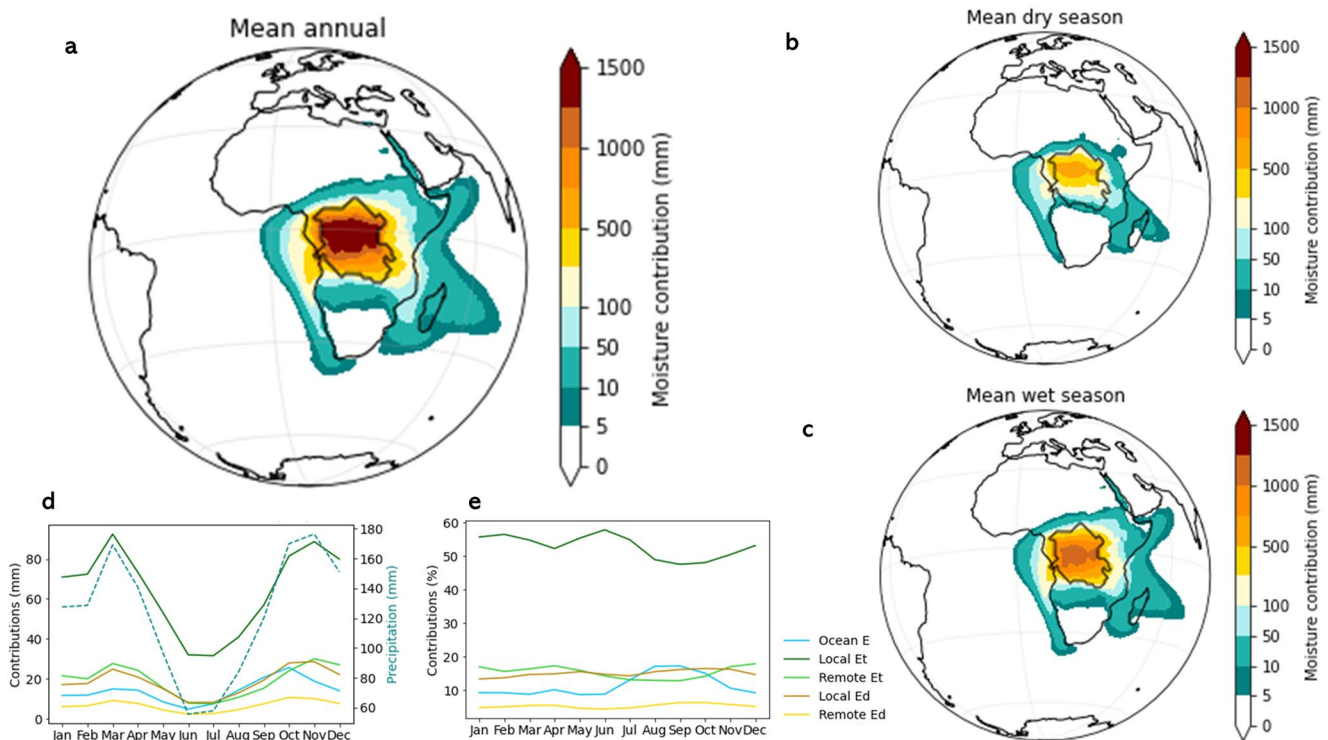 a
Mean annual
1500
1000
500
100
50
10
5
0
Moisture contribution (mm)
b
Mean dry season
1500
1000
500
100
50
10
5
0
Moisture contribution (mm)
c
Mean wet season
1500
1000
500
100
50
10
5
0
Moisture contribution (mm)
d
80
60
40
20
0
Contributions (mm)
180
160
140
120
100
80
60
Precipitation (mm)
Jan Feb Mar Apr May Jun Jul Aug Sep Oct Nov Dec
e
60
50
40
30
20
10
Contributions (%)
Jan Feb Mar Apr May Jun Jul Aug Sep Oct Nov Dec
Ocean E
Local Et
Remote Et
Local Ed
Remote Ed